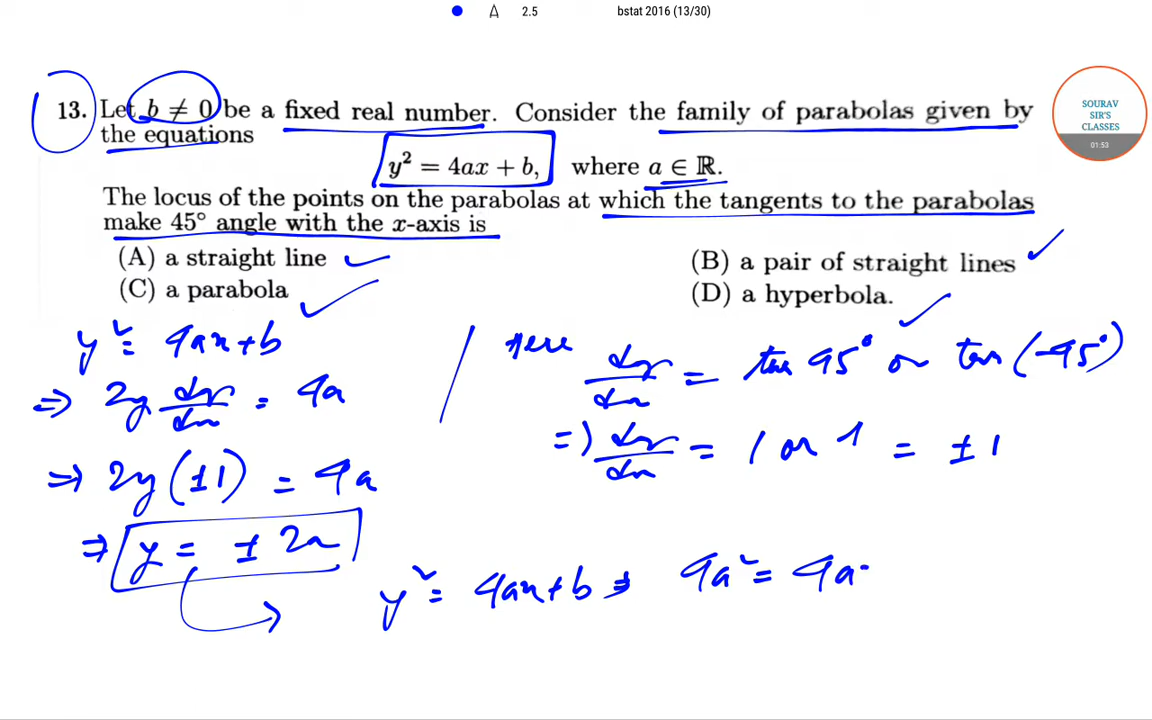 A 2.5 bstat 2016 (13/30)
SOURAV
SIR'S
CLASSES
01:53
13. Let b ≠ 0 be a fixed real number. Consider the family of parabolas given by
the equations
y² = 4ax + b, where a ∈ ℝ.
The locus of the points on the parabolas at which the tangents to the parabolas
make 45° angle with the x-axis is
(A) a straight line (B) a pair of straight lines
(C) a parabola (D) a hyperbola.
y² = 4ax + b / Here dy/dx = tan 45° or tan (-45°)
⇒ 2y dy/dx = 4a
⇒ dy/dx = 1 or -1 = ±1
⇒ 2y (±1) = 4a
⇒ y = ± 2a
y² = 4ax + b ⇒ 4a² = 4a